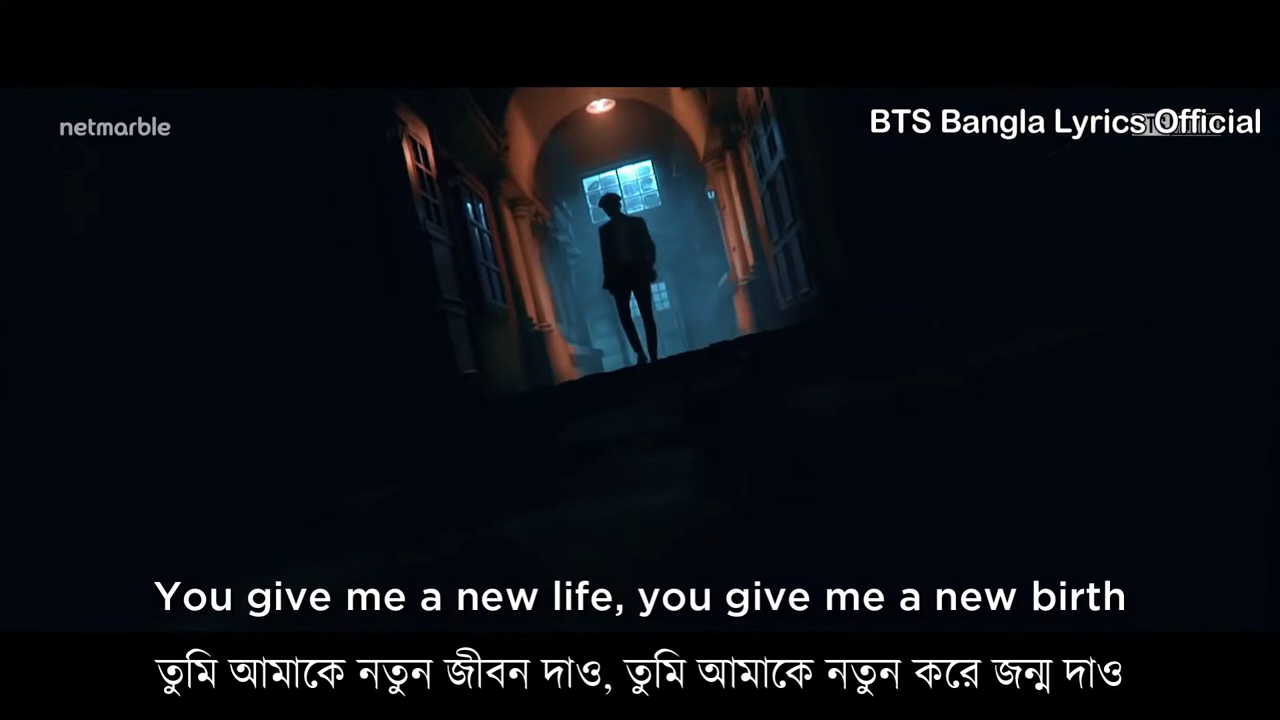 netmarble
BTS Bangla Lyrics Official
You give me a new life, you give me a new birth
তুমি আমাকে নতুন জীবন দাও, তুমি আমাকে নতুন করে জন্ম দাও